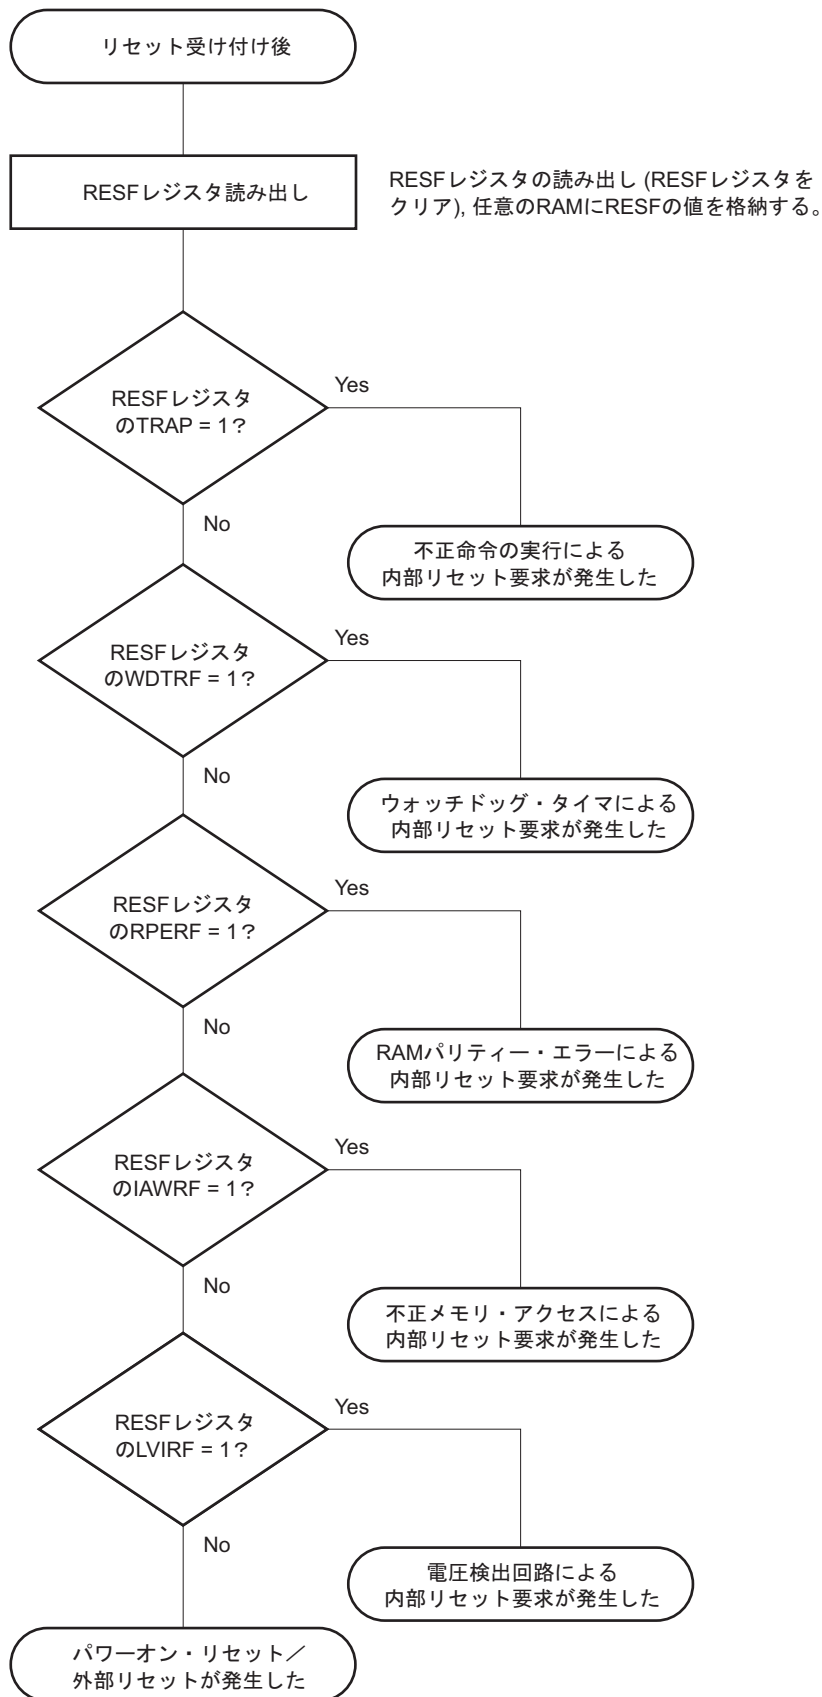 リセット受け付け後
RESFレジスタ読み出し
RESFレジスタの読み出し (RESFレジスタを
クリア), 任意のRAMにRESFの値を格納する。
RESFレジスタ
のTRAP = 1?
Yes
No
不正命令の実行による
内部リセット要求が発生した
RESFレジスタ
のWDTRF = 1?
Yes
No
ウォッチドッグ・タイマによる
内部リセット要求が発生した
RESFレジスタ
のRPERF = 1?
Yes
No
RAMパリティー・エラーによる
内部リセット要求が発生した
RESFレジスタ
のIAWRF = 1?
Yes
No
不正メモリ・アクセスによる
内部リセット要求が発生した
RESFレジスタ
のLVIRF = 1?
Yes
No
電圧検出回路による
内部リセット要求が発生した
パワーオン・リセット/
外部リセットが発生した